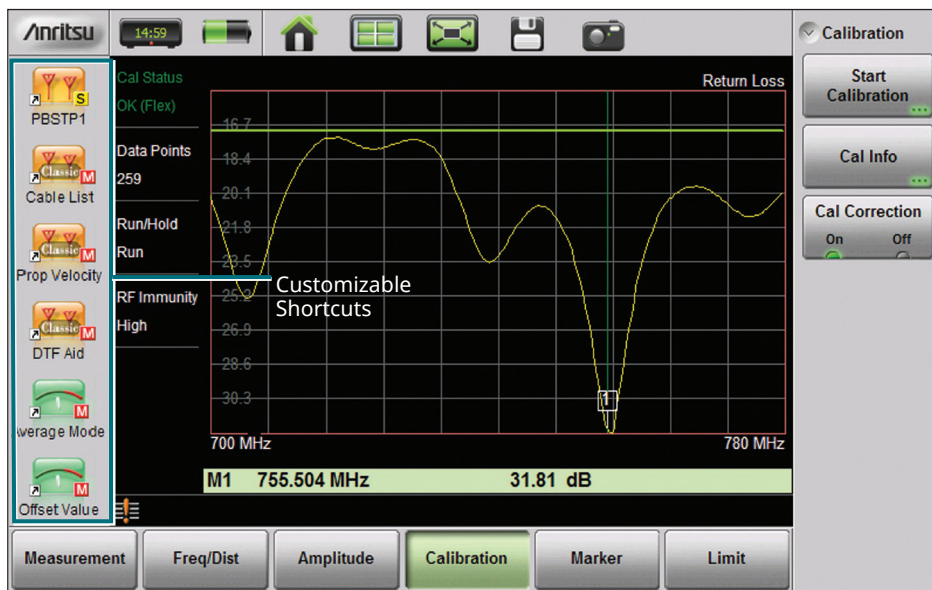 Anritsu
14:59
Calibration
PBSTP1
S
Classic
M
Cable List
Classic
M
Prop Velocity
Classic
M
DTF Aid
M
Average Mode
M
Offset Value
Cal Status
OK (Flex)
Data Points
259
Run/Hold
Run
RF Immunity
High
Customizable
Shortcuts
Return Loss
16.7
18.4
20.1
21.8
23.5
25.2
26.9
28.6
30.3
1
700 MHz
780 MHz
M1 755.504 MHz 31.81 dB
Start
Calibration
Cal Info
Cal Correction
On Off
Measurement
Freq/Dist
Amplitude
Calibration
Marker
Limit